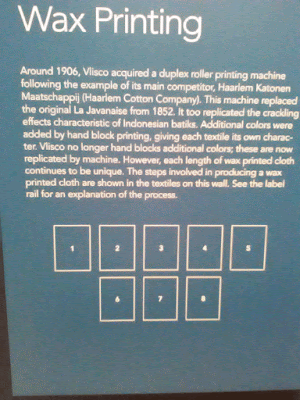 Wax Printing
Around 1906, Vlisco acquired a duplex roller printing machine
following the example of its main competitor, Haarlem Katonen
Maatschappij (Haarlem Cotton Company). This machine replaced
the original La Javanaise from 1852. It too replicated the crackling
effects characteristic of Indonesian batiks. Additional colors were
added by hand block printing, giving each textile its own charac-
ter. Vlisco no longer hand blocks additional colors; these are now
replicated by machine. However, each length of wax printed cloth
continues to be unique. The steps involved in producing a wax
printed cloth are shown in the textiles on this wall. See the label
rail for an explanation of the process.
1 2 3 4 5
6 7 8